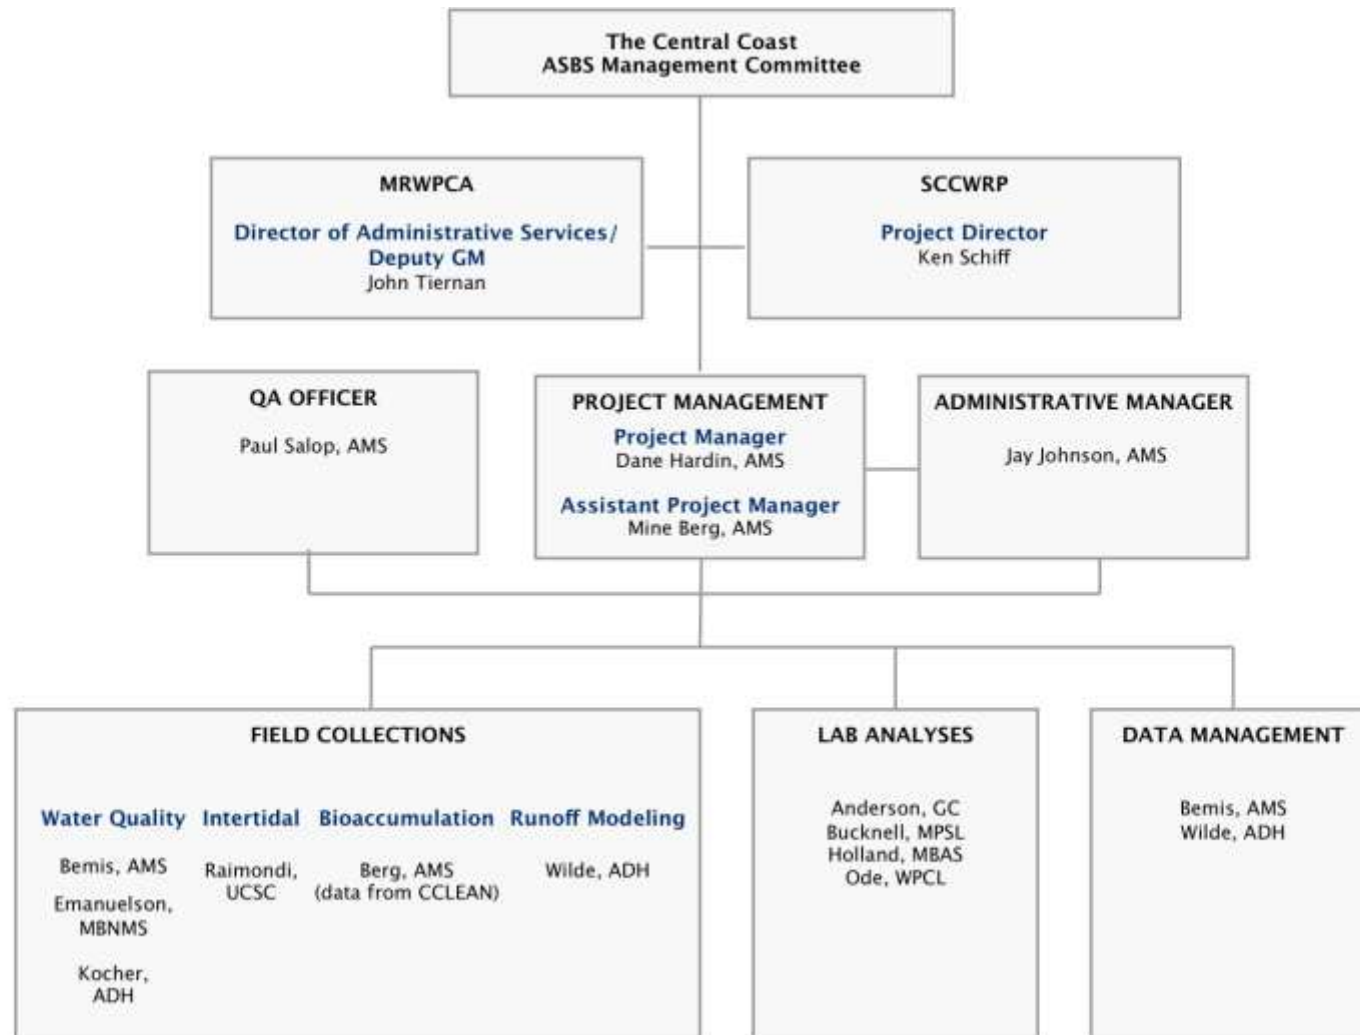 The Central Coast
ASBS Management Committee
MRWPCA
Director of Administrative Services/
Deputy GM
John Tiernan
SCCWRP
Project Director
Ken Schiff
QA OFFICER
Paul Salop, AMS
PROJECT MANAGEMENT
Project Manager
Dane Hardin, AMS
Assistant Project Manager
Mine Berg, AMS
ADMINISTRATIVE MANAGER
Jay Johnson, AMS
FIELD COLLECTIONS
Water Quality
Bemis, AMS
Emanuelson,
MBNMS
Kocher,
ADH
Intertidal
Raimondi,
UCSC
Bioaccumulation
Berg, AMS
(data from CCLEAN)
Runoff Modeling
Wilde, ADH
LAB ANALYSES
Anderson, GC
Bucknell, MPSL
Holland, MBAS
Ode, WPCL
DATA MANAGEMENT
Bemis, AMS
Wilde, ADH